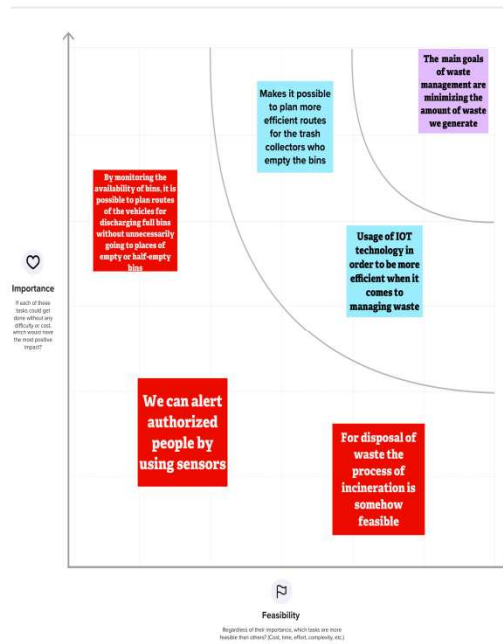 The main goals
of waste
management are
minimizing the
amount of waste
we generate
Makes it possible
to plan more
efficient routes
for the trash
collectors who
empty the bins
By monitoring the
availability of bins, it is
possible to plan routes
of the vehicles for
discharging full bins
without unnecessarily
going to places of
empty or half-empty
bins
Usage of IOT
technology in
order to be more
efficient when it
comes to
managing waste
Importance
If each of these
tasks could get
done without any
difficulty or cost,
which would have
the most positive
impact?
We can alert
authorized
people by
using sensors
For disposal of
waste the
process of
incineration is
somehow
feasible
Feasibility
Regardless of their importance, which tasks are more
feasible than others? (Cost, time, effort, complexity, etc.)